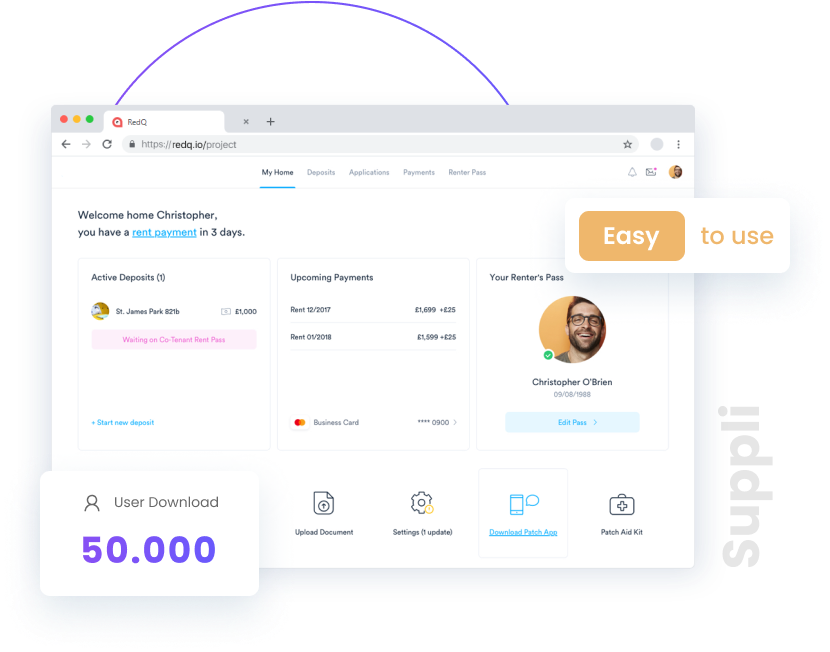 RedQ
https://redq.io/project
My Home Deposits Applications Payments Renter Pass
Welcome home Christopher,
you have a rent payment in 3 days.
Easy to use
Active Deposits (1)
St. James Park 821b £1,000
Waiting on Co-Tenant Rent Pass
+ Start new deposit
Upcoming Payments
Rent 12/2017 £1,699 +£25
Rent 01/2018 £1,599 +£25
Business Card **** 0900
Your Renter's Pass
Christopher O'Brien
09/08/1988
Edit Pass
User Download
50.000
Upload Document
Settings (1 update)
Download Patch App
Patch Aid Kit
Suppli